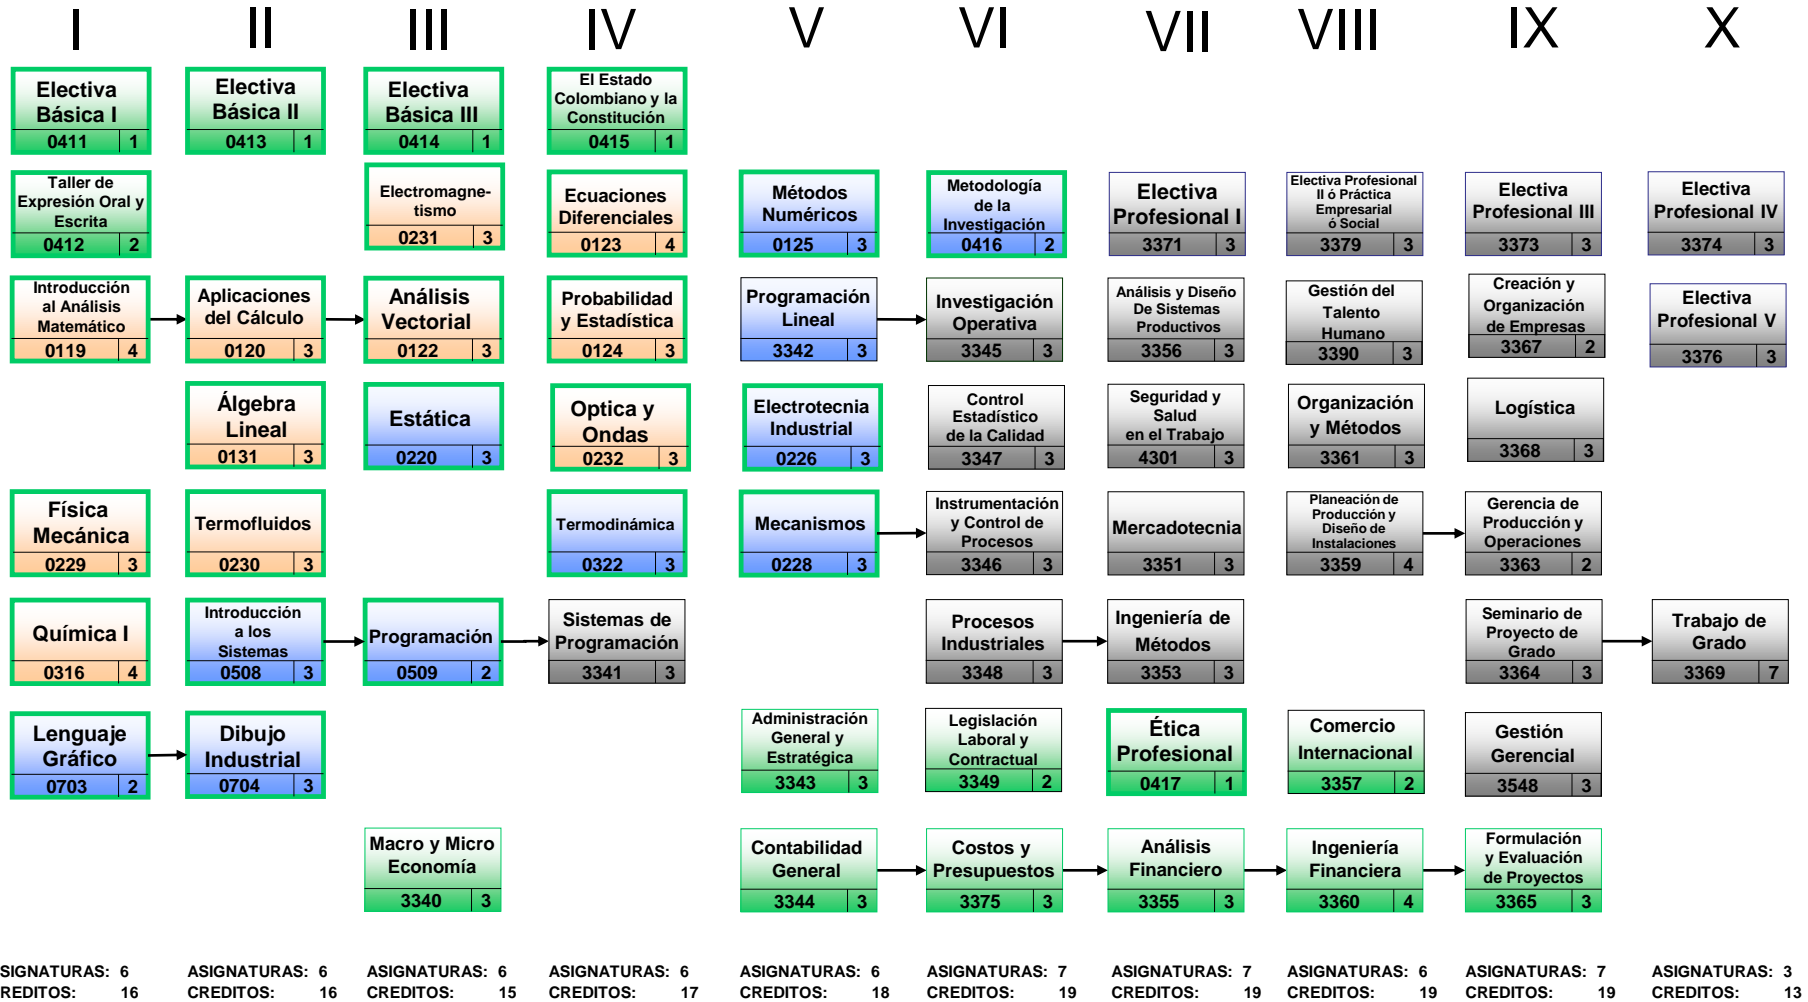 I II III IV V VI VII VIII IX X
Electiva
Básica I
0411 1
Electiva
Básica II
0413 1
Electiva
Básica III
0414 1
El Estado
Colombiano y la
Constitución
0415 1
Taller de
Expresión Oral y
Escrita
0412 2
Electromagne-
tismo
0231 3
Ecuaciones
Diferenciales
0123 4
Métodos
Numéricos
0125 3
Metodología
de la
Investigación
0416 2
Electiva
Profesional I
3371 3
Electiva Profesional
II ó Práctica
Empresarial
ó Social
3379 3
Electiva
Profesional III
3373 3
Electiva
Profesional IV
3374 3
Introducción
al Análisis
Matemático
0119 4
Aplicaciones
del Cálculo
0120 3
Análisis
Vectorial
0122 3
Probabilidad
y Estadística
0124 3
Programación
Lineal
3342 3
Investigación
Operativa
3345 3
Análisis y Diseño
De Sistemas
Productivos
3356 3
Gestión del
Talento
Humano
3390 3
Creación y
Organización
de Empresas
3367 2
Electiva
Profesional V
3376 3
Álgebra
Lineal
0131 3
Estática
0220 3
Optica y
Ondas
0232 3
Electrotecnia
Industrial
0226 3
Control
Estadístico
de la Calidad
3347 3
Seguridad y
Salud
en el Trabajo
4301 3
Organización
y Métodos
3361 3
Logística
3368 3
Física
Mecánica
0229 3
Termofluidos
0230 3
Termodinámica
0322 3
Mecanismos
0228 3
Instrumentación
y Control de
Procesos
3346 3
Mercadotecnia
3351 3
Planeación de
Producción y
Diseño de
Instalaciones
3359 4
Gerencia de
Producción y
Operaciones
3363 2
Química I
0316 4
Introducción
a los
Sistemas
0508 3
Programación
0509 2
Sistemas de
Programación
3341 3
Procesos
Industriales
3348 3
Ingeniería de
Métodos
3353 3
Seminario de
Proyecto de
Grado
3364 3
Trabajo de
Grado
3369 7
Lenguaje
Gráfico
0703 2
Dibujo
Industrial
0704 3
Administración
General y
Estratégica
3343 3
Legislación
Laboral y
Contractual
3349 2
Ética
Profesional
0417 1
Comercio
Internacional
3357 2
Gestión
Gerencial
3548 3
Macro y Micro
Economía
3340 3
Contabilidad
General
3344 3
Costos y
Presupuestos
3375 3
Análisis
Financiero
3355 3
Ingeniería
Financiera
3360 4
Formulación
y Evaluación
de Proyectos
3365 3
SIGNATURAS: 6 ASIGNATURAS: 6 ASIGNATURAS: 6 ASIGNATURAS: 6 ASIGNATURAS: 6 ASIGNATURAS: 7 ASIGNATURAS: 7 ASIGNATURAS: 6 ASIGNATURAS: 7 ASIGNATURAS: 3
REDITOS: 16 CREDITOS: 16 CREDITOS: 15 CREDITOS: 17 CREDITOS: 18 CREDITOS: 19 CREDITOS: 19 CREDITOS: 19 CREDITOS: 19 CREDITOS: 13